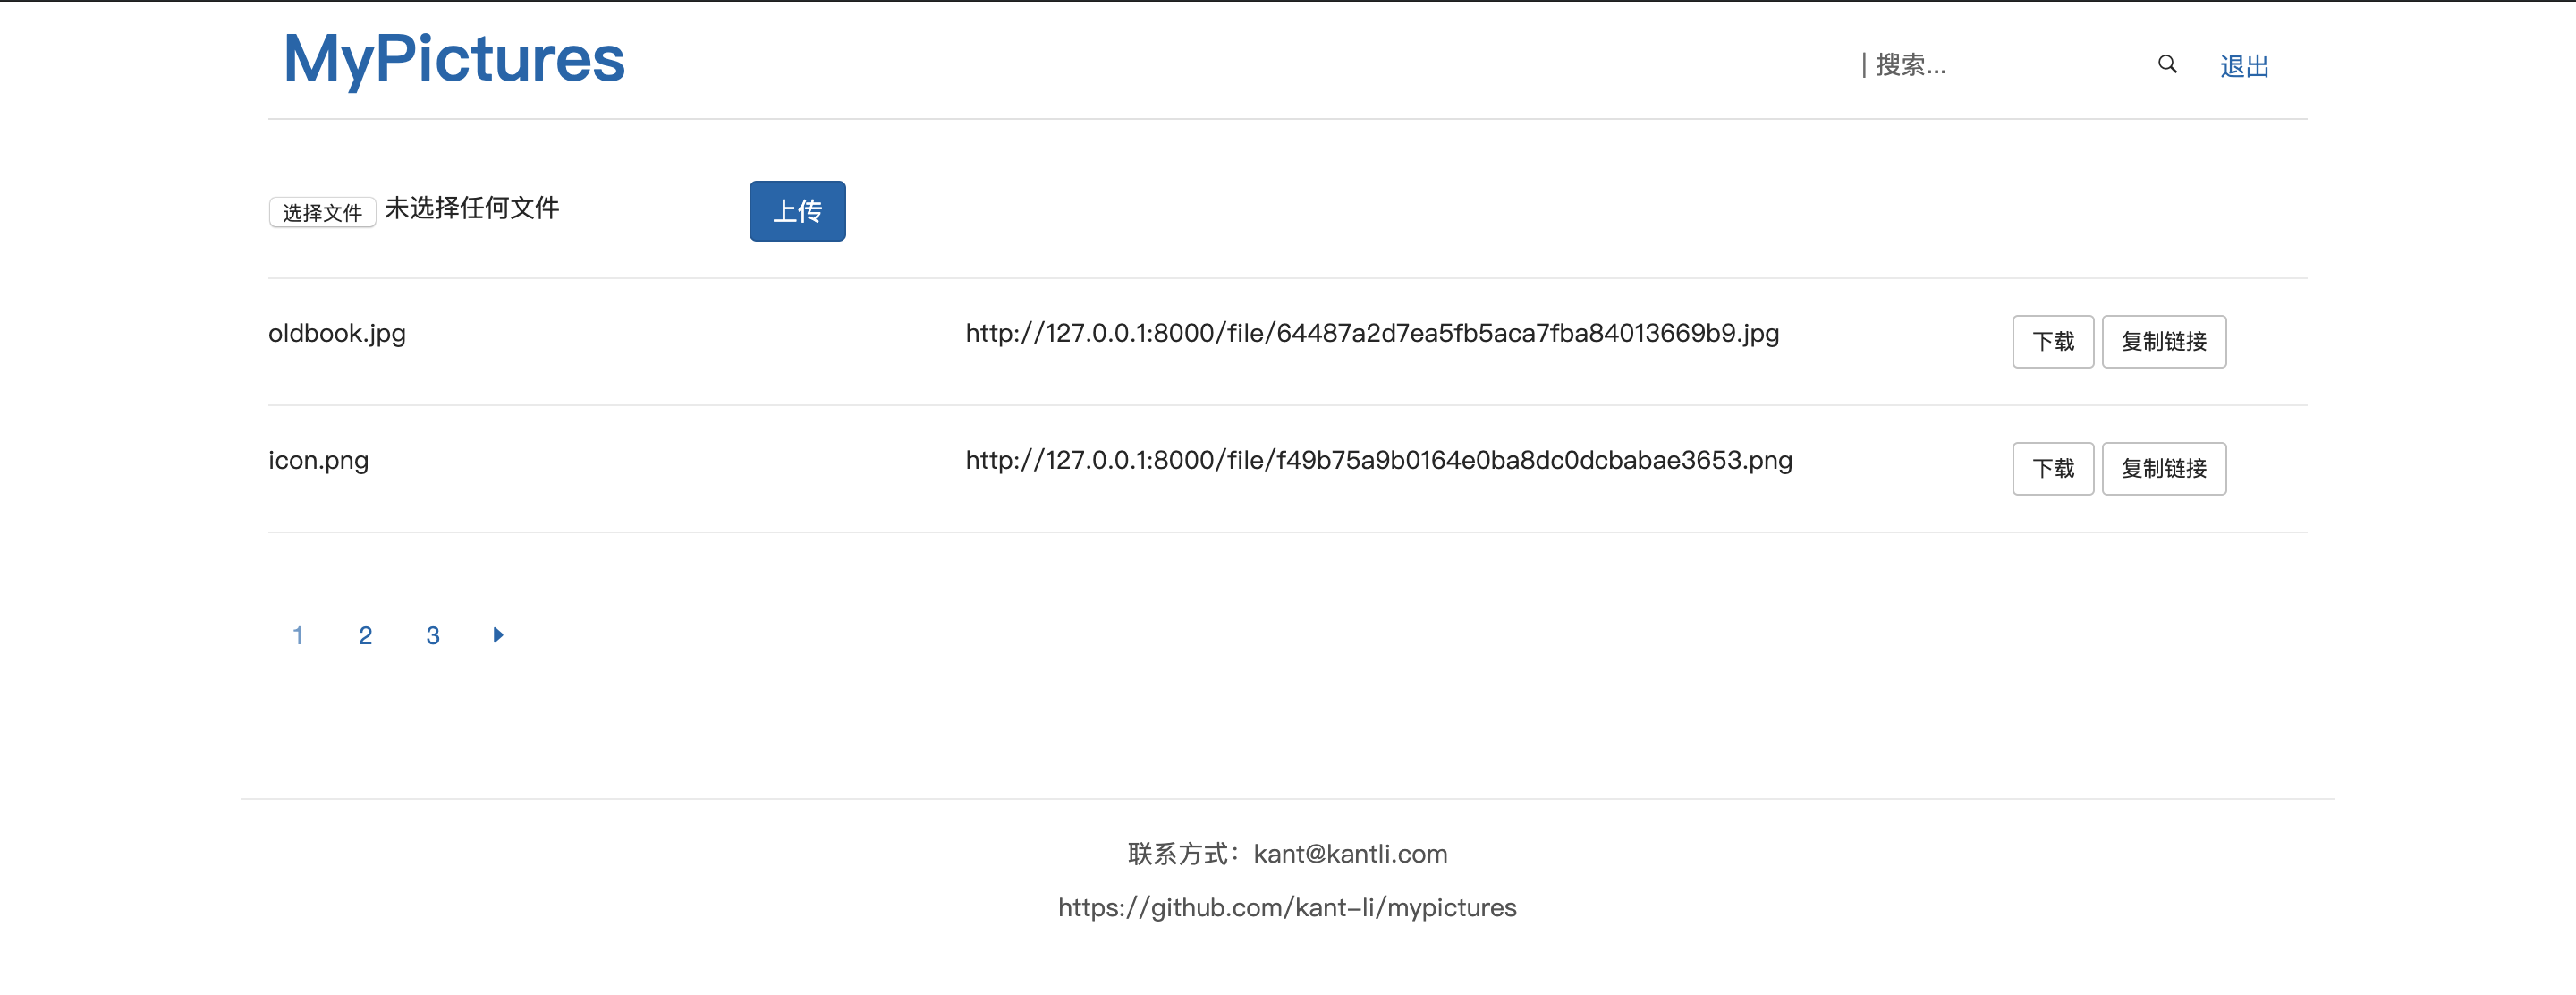 MyPictures
搜索... 退出
选择文件 未选择任何文件 上传
oldbook.jpg http://127.0.0.1:8000/file/64487a2d7ea5fb5aca7fba84013669b9.jpg 下载 复制链接
icon.png http://127.0.0.1:8000/file/f49b75a9b0164e0ba8dc0dcbabae3653.png 下载 复制链接
1 2 3
联系方式：kant@kantli.com
https://github.com/kant-li/mypictures